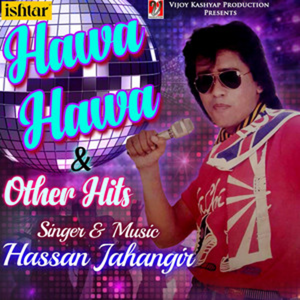 ishtar
VIJOY KASHYAP PRODUCTION
Presents
Hawa
Hawa
&
Other Hits
Singer & Music
Hassan Jahangir